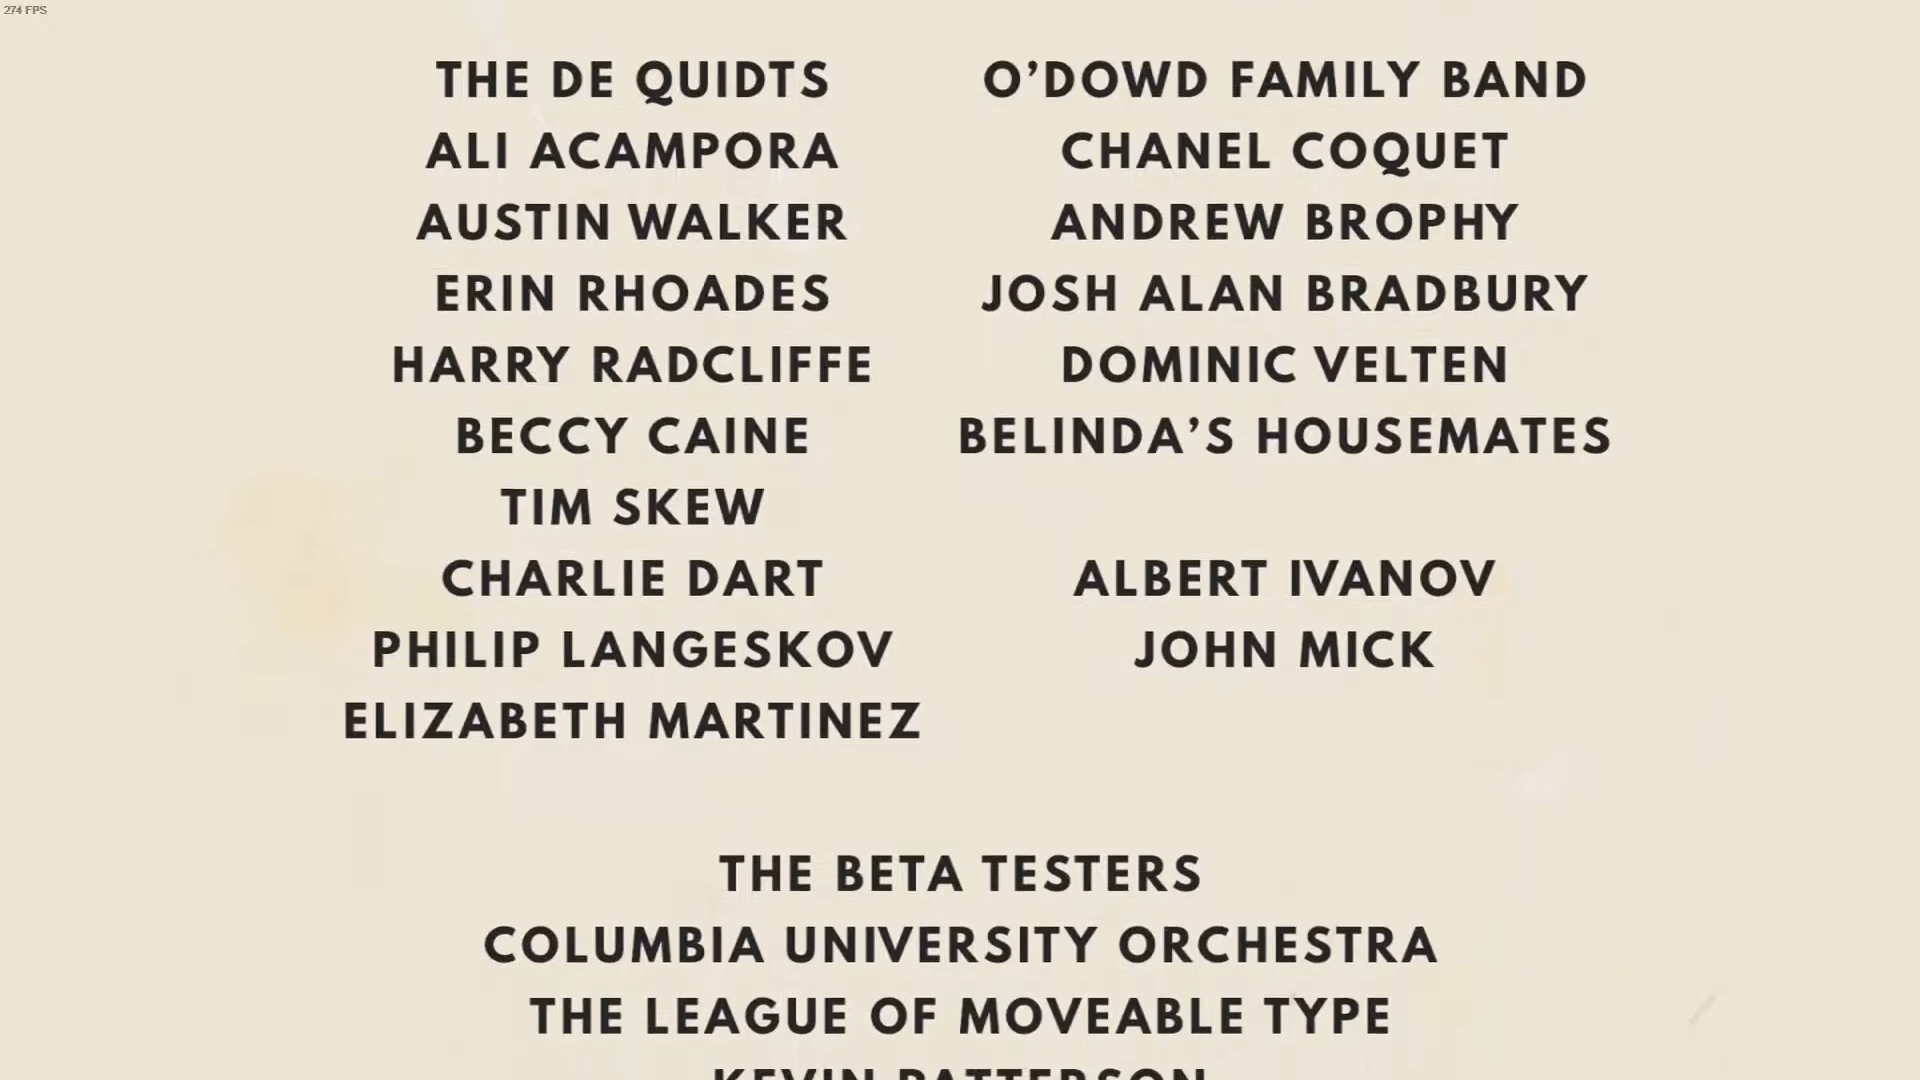 274 FPS
THE DE QUIDTS
ALI ACAMPORA
AUSTIN WALKER
ERIN RHOADES
HARRY RADCLIFFE
BECCY CAINE
TIM SKEW
CHARLIE DART
PHILIP LANGESKOV
ELIZABETH MARTINEZ
O’DOWD FAMILY BAND
CHANEL COQUET
ANDREW BROPHY
JOSH ALAN BRADBURY
DOMINIC VELTEN
BELINDA’S HOUSEMATES
ALBERT IVANOV
JOHN MICK
THE BETA TESTERS
COLUMBIA UNIVERSITY ORCHESTRA
THE LEAGUE OF MOVEABLE TYPE
KEVIN PATTERSON